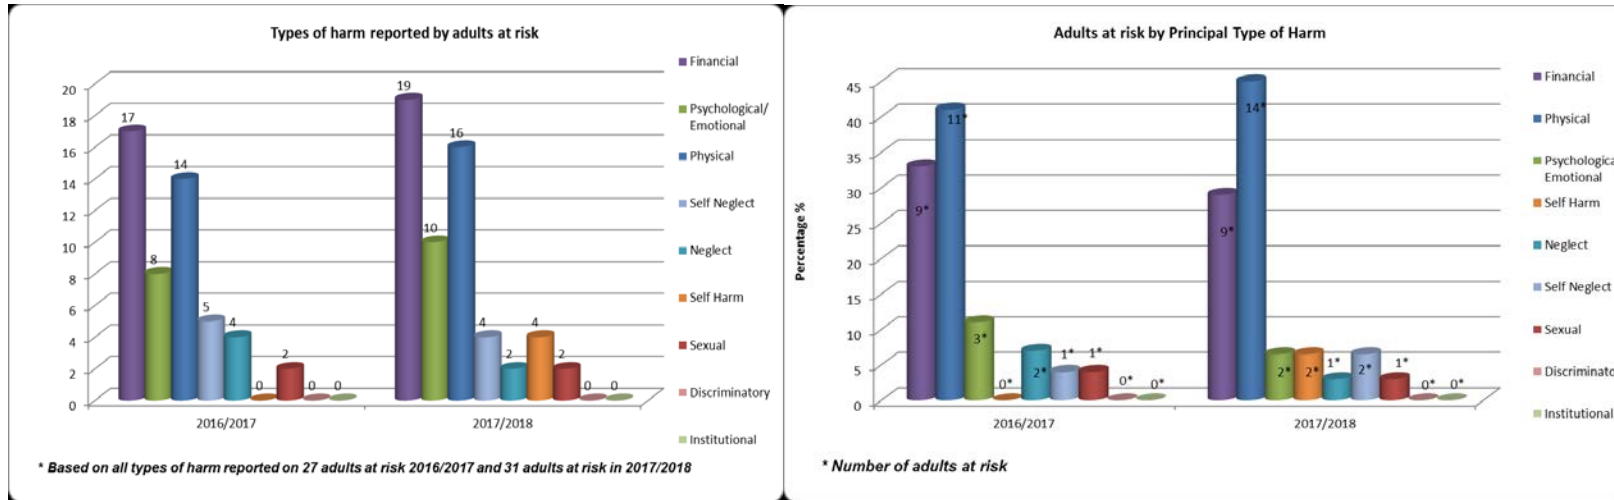 Types of harm reported by adults at risk
20
18
16
14
12
10
8
6
4
2
0
17
8
14
5
4
0
2
0
0
19
10
16
4
2
4
2
0
0
2016/2017
2017/2018
Financial
Psychological/
Emotional
Physical
Self Neglect
Neglect
Self Harm
Sexual
Discriminatory
Institutional
* Based on all types of harm reported on 27 adults at risk 2016/2017 and 31 adults at risk in 2017/2018
Adults at risk by Principal Type of Harm
Percentage %
45
40
35
30
25
20
15
10
5
0
9*
11*
3*
0*
2*
1*
1*
0*
0*
9*
14*
2*
2*
1*
2*
1*
0*
0*
2016/2017
2017/2018
Financial
Physical
Psychologica
Emotional
Self Harm
Neglect
Self Neglect
Sexual
Discriminato
Institutional
* Number of adults at risk